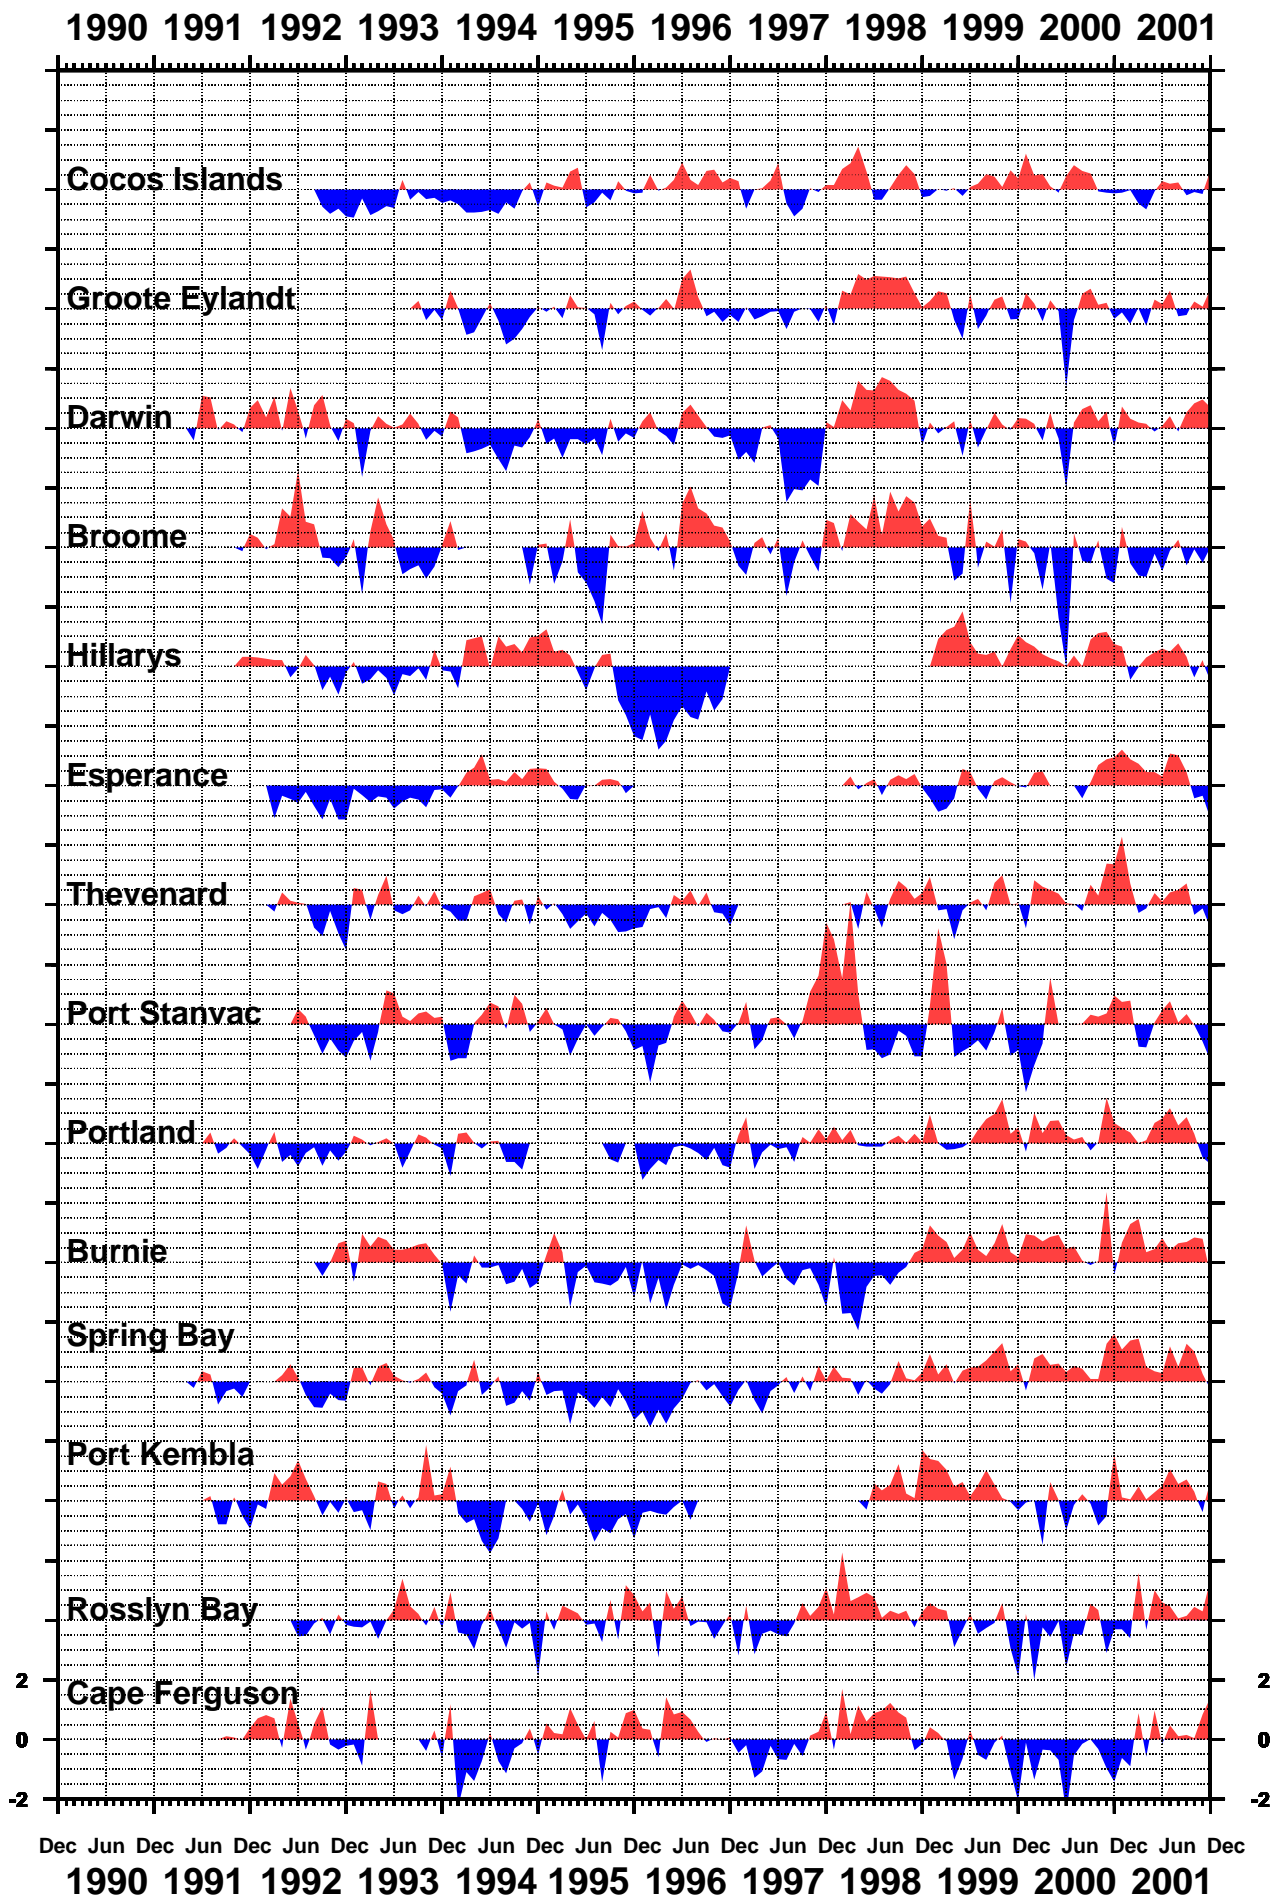 1990 1991 1992 1993 1994 1995 1996 1997 1998 1999 2000 2001
Cocos Islands
Groote Eylandt
Darwin
Broome
Hillarys
Esperance
Thevenard
Port Stanvac
Portland
Burnie
Spring Bay
Port Kembla
Rosslyn Bay
2 2
Cape Ferguson
0 0
-2 -2
Dec Jun Dec Jun Dec Jun Dec Jun Dec Jun Dec Jun Dec Jun Dec Jun Dec Jun Dec Jun Dec Jun Dec Jun Dec
1990 1991 1992 1993 1994 1995 1996 1997 1998 1999 2000 2001